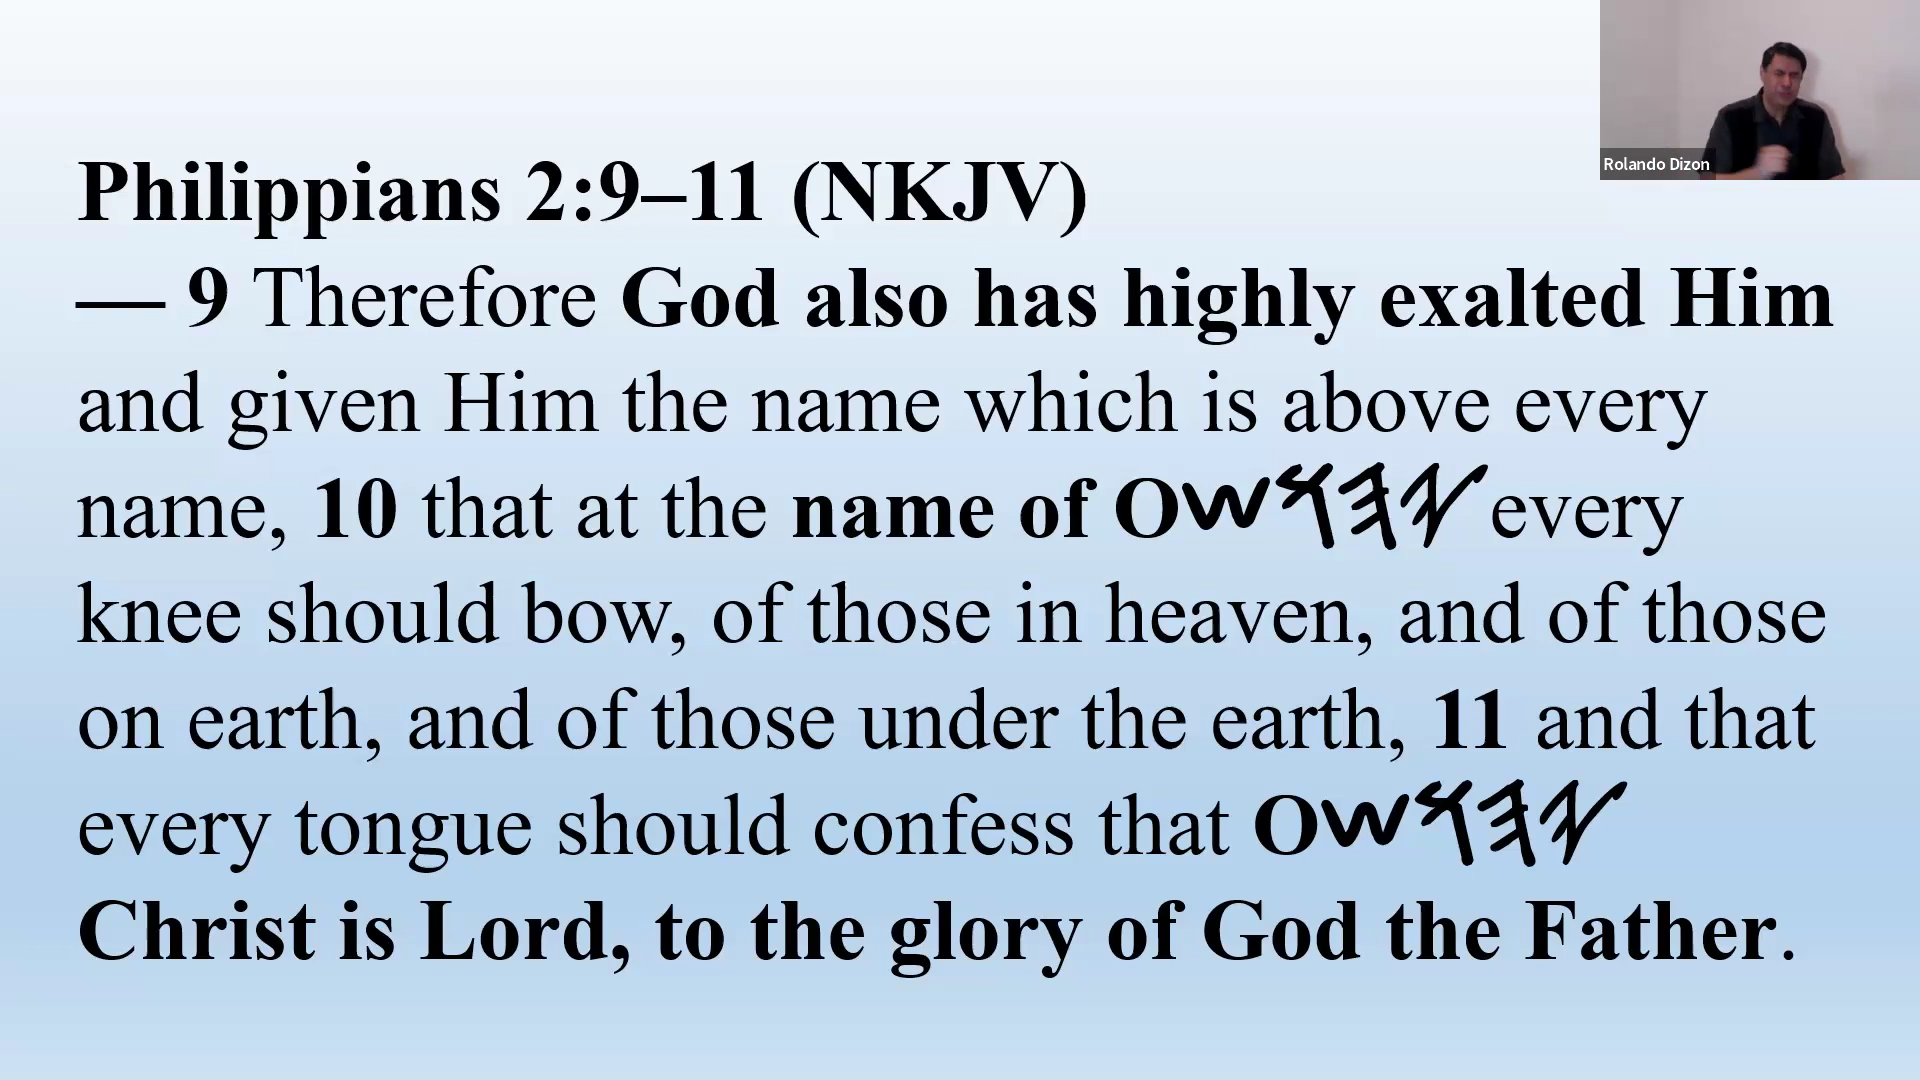 Rolando Dizon
Philippians 2:9–11 (NKJV)
— 9 Therefore God also has highly exalted Him
and given Him the name which is above every
name, 10 that at the name of 𐤉𐤄𐤅𐤔𐤏 every
knee should bow, of those in heaven, and of those
on earth, and of those under the earth, 11 and that
every tongue should confess that 𐤉𐤄𐤅𐤔𐤏
Christ is Lord, to the glory of God the Father.